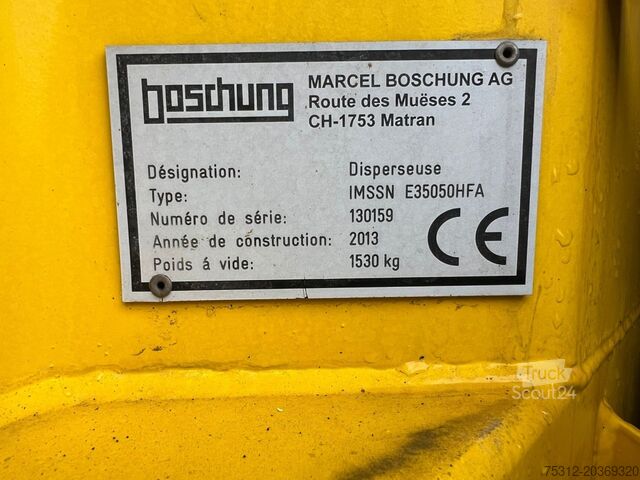 boschung
MARCEL BOSCHUNG AG
Route des Muëses 2
CH-1753 Matran
Désignation: Disperseuse
Type: IMSSN E35050HFA
Numéro de série: 130159
Année de construction: 2013
Poids á vide: 1530 kg
CE
Truck
Scout24
75312-20369320